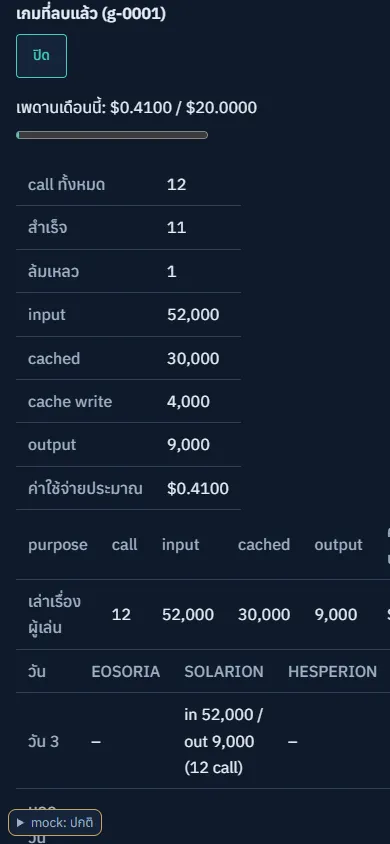 เกมที่ลบแล้ว (g-0001)
ปิด
เพดานเดือนนี้: $0.4100 / $20.0000
call ทั้งหมด 12
สำเร็จ 11
ล้มเหลว 1
input 52,000
cached 30,000
cache write 4,000
output 9,000
ค่าใช้จ่ายประมาณ $0.4100
purpose call input cached output
เล่าเรื่อง
ผู้เล่น 12 52,000 30,000 9,000
วัน EOSORIA SOLARION HESPERION
วัน 3 – in 52,000 / –
out 9,000
(12 call)
▶ mock: ปกติ